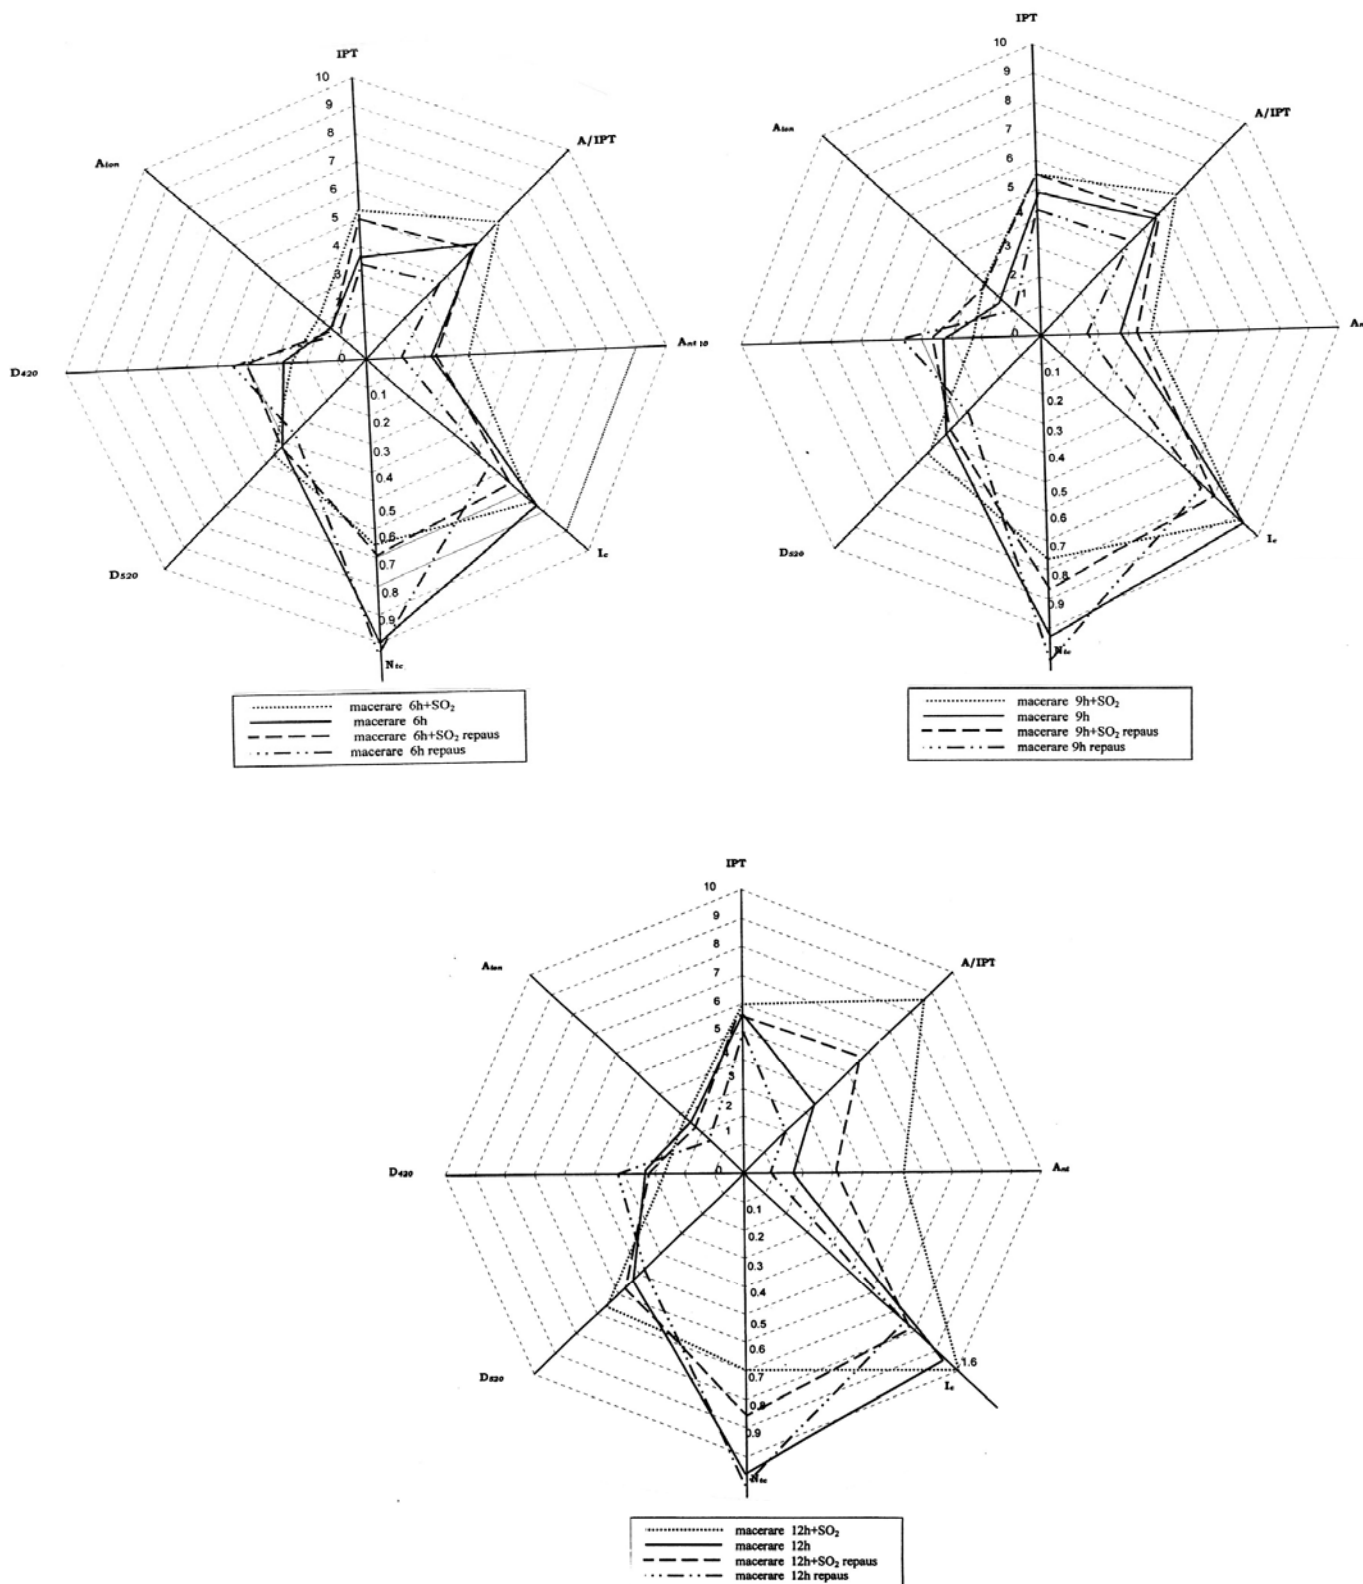 IPT
10
9
8
7
6
5
4
3
0
A/IPT
Aion
Ant 10
D420
D520
Ic
Ntc
0.1
0.2
0.3
0.4
0.5
0.6
0.7
0.8
0.9
macerare 6h+SO₂
macerare 6h
macerare 6h+SO₂ repaus
macerare 6h repaus
IPT
10
9
8
7
6
5
4
3
2
1
0
A/IPT
Aion
D520
Ic
Ntc
0.1
0.2
0.3
0.4
0.5
0.6
0.7
0.8
0.9
macerare 9h+SO₂
macerare 9h
macerare 9h+SO₂ repaus
macerare 9h repaus
IPT
10
9
8
7
6
5
4
3
2
1
0
A/IPT
Aion
Ant
D420
D520
1.6
Ic
Ntc
0.1
0.2
0.3
0.4
0.5
0.6
0.7
0.8
0.9
macerare 12h+SO₂
macerare 12h
macerare 12h+SO₂ repaus
macerare 12h repaus